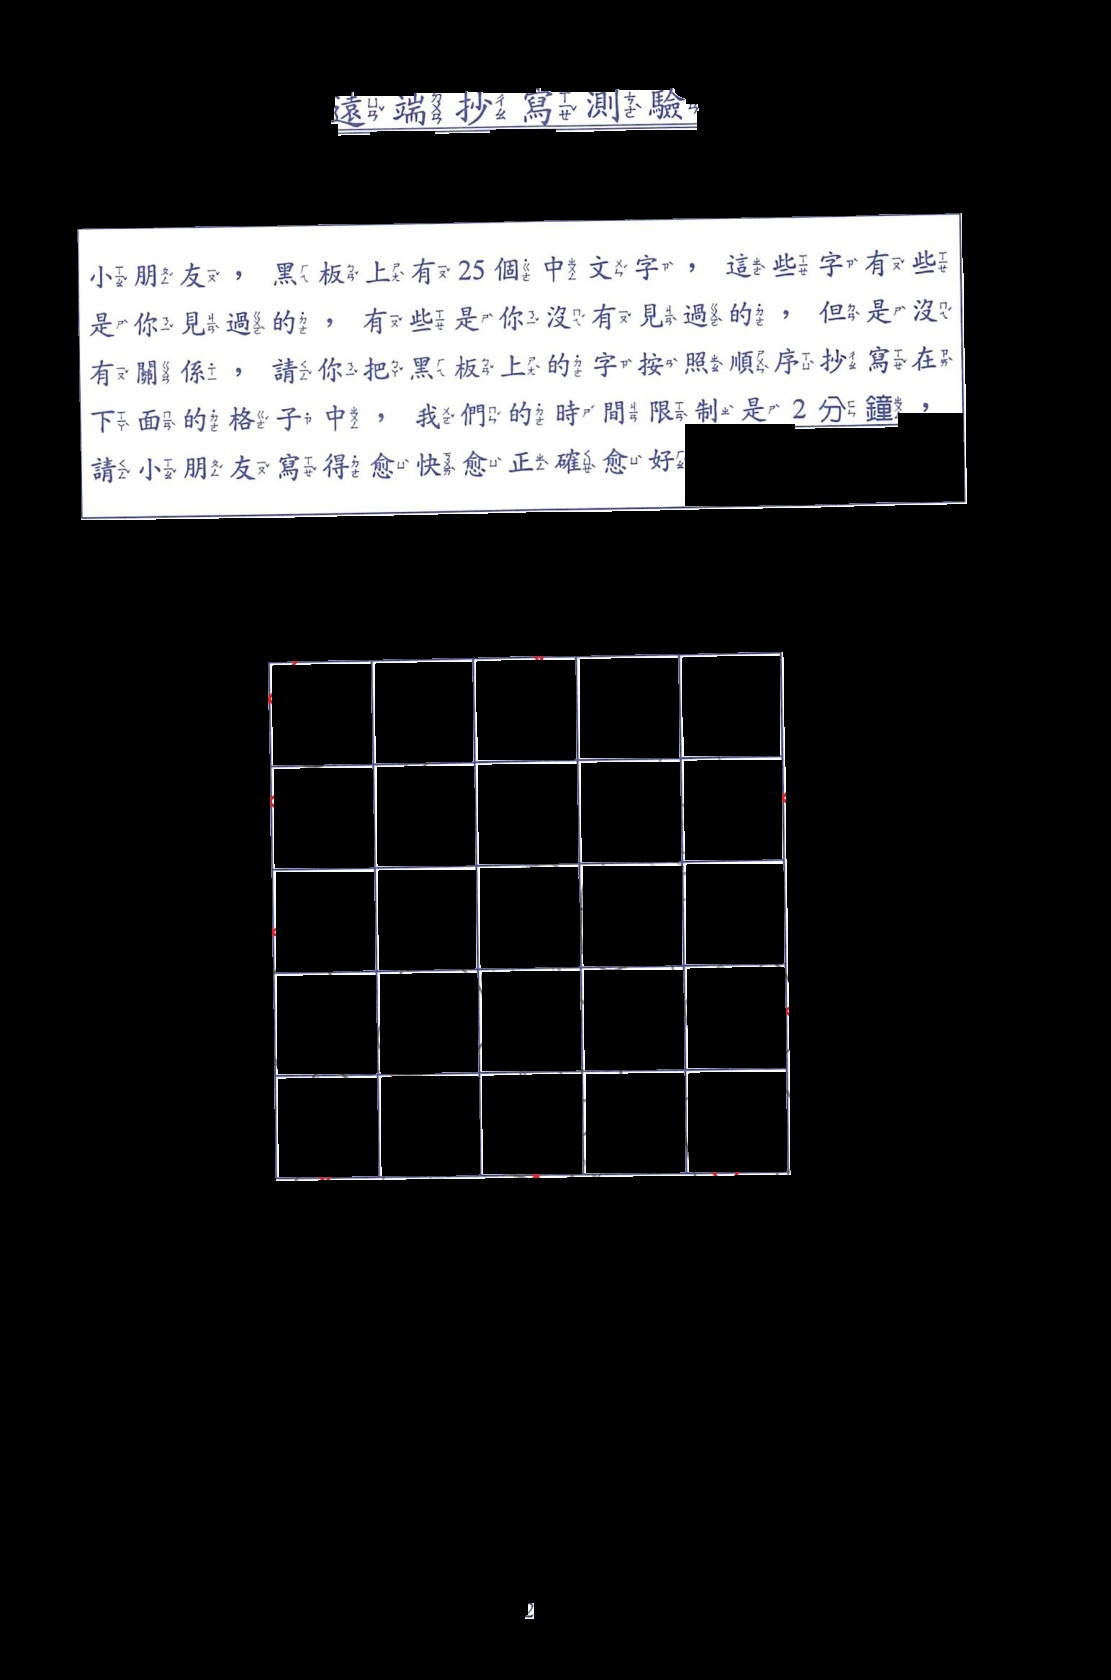 遠端抄寫測驗
小朋友，黑板上有25個中文字，這些字有些
是你見過的，有些是你沒有見過的，但是沒
有關係，請你把黑板上的字按照順序抄寫在
下面的格子中，我們的時間限制是2分鐘，
請小朋友寫得愈快愈正確愈好
2